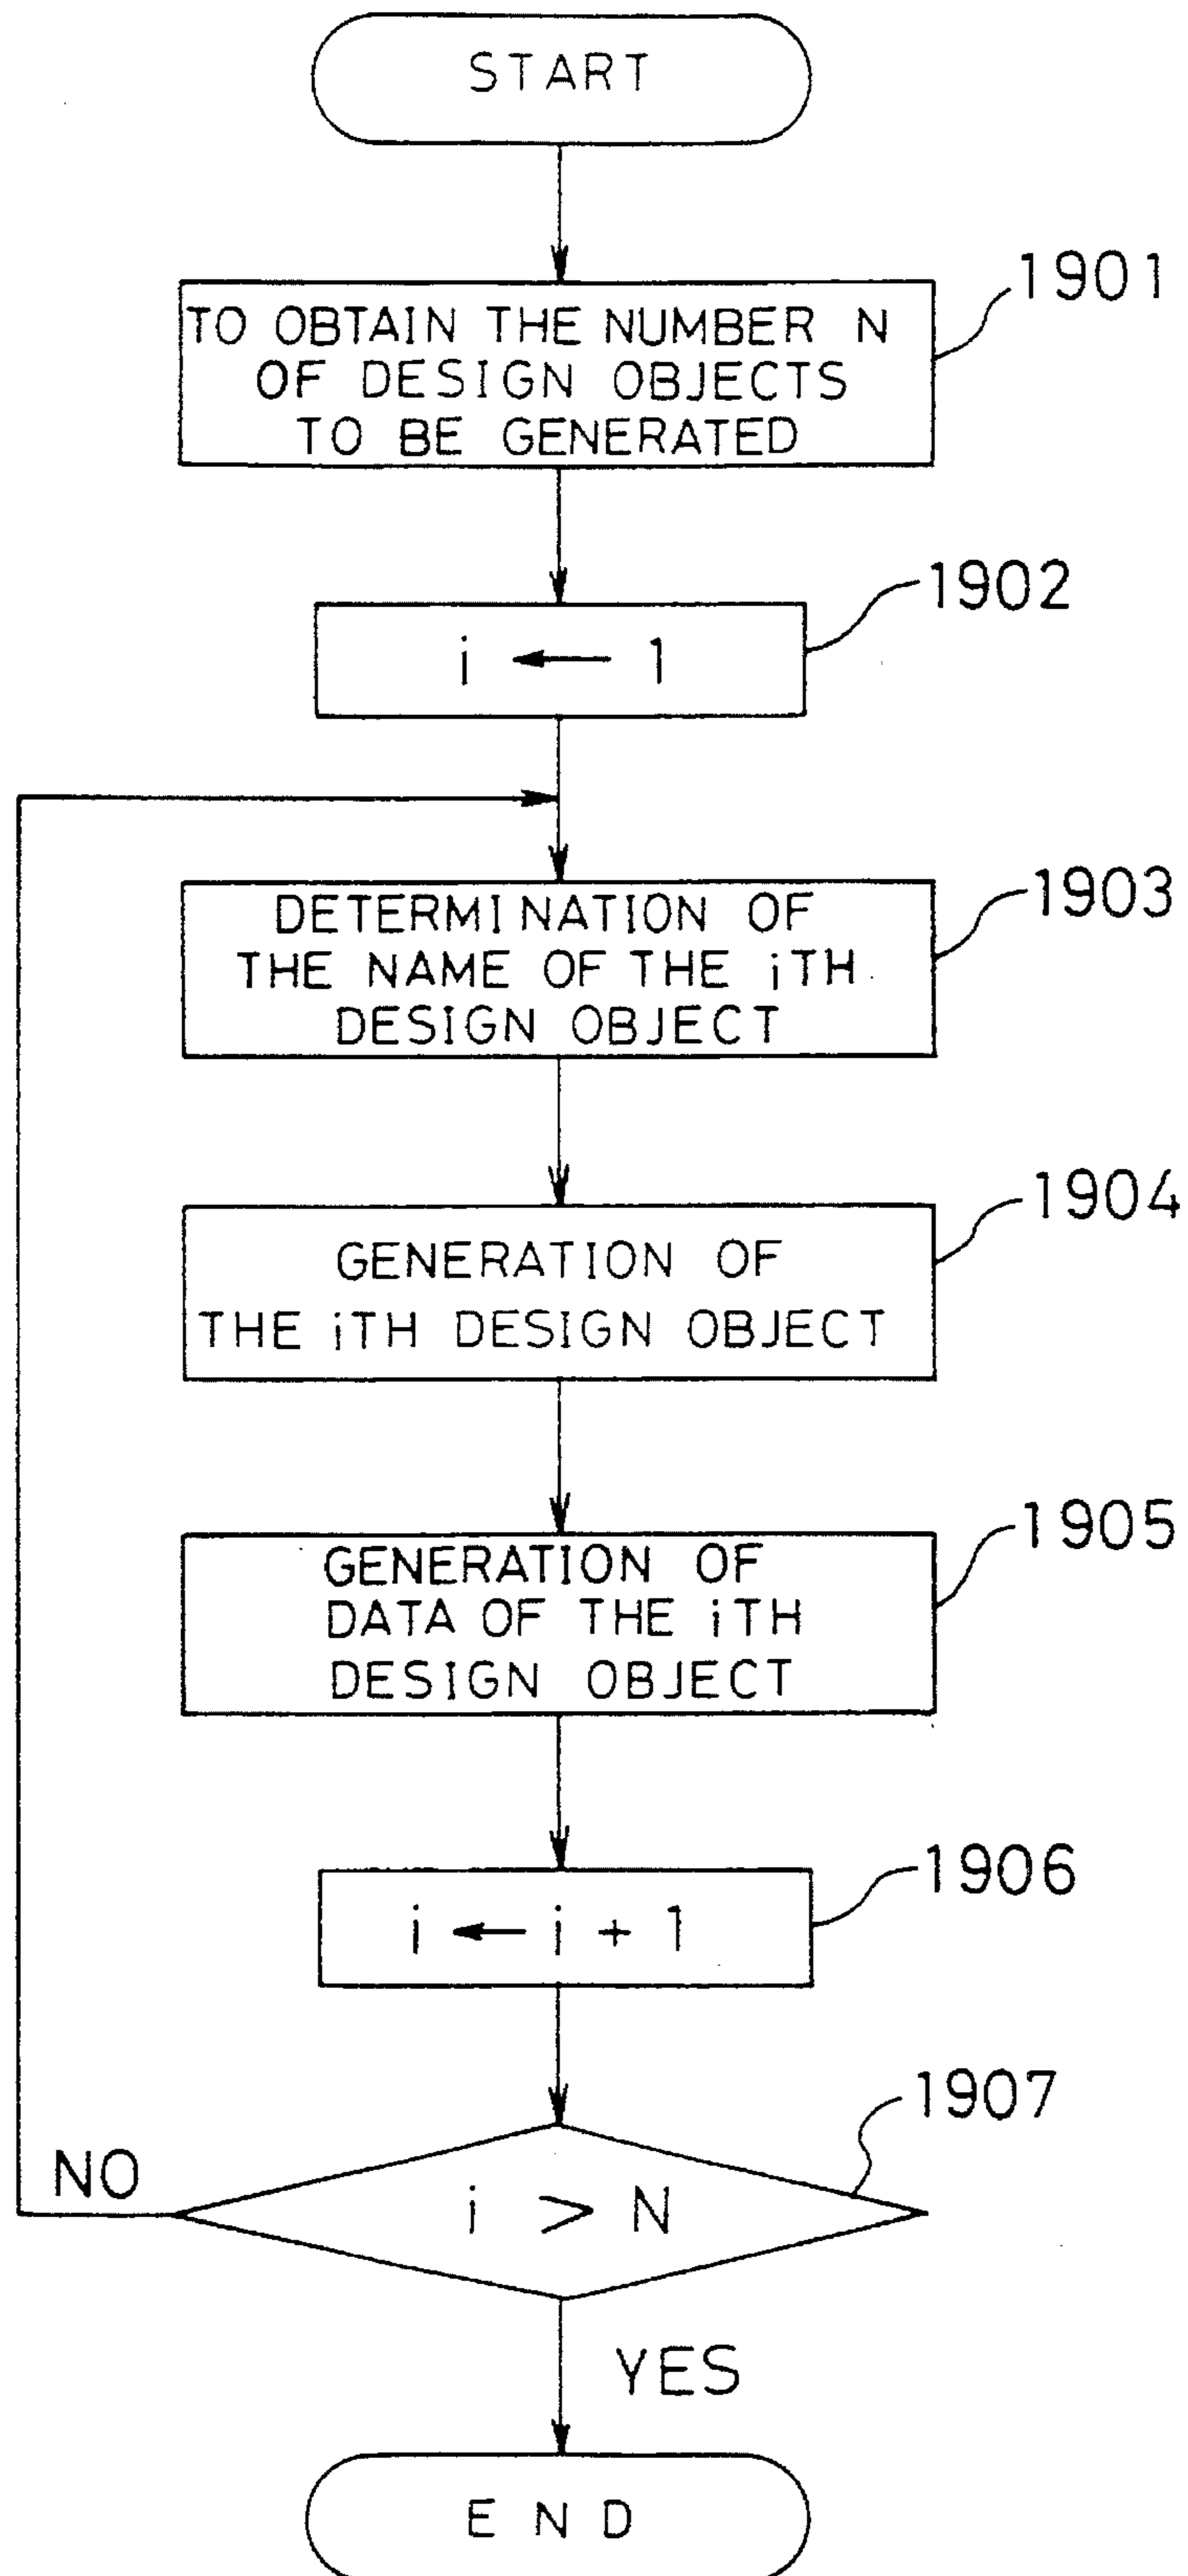 START
1901
TO OBTAIN THE NUMBER N
OF DESIGN OBJECTS
TO BE GENERATED
1902
i ← 1
1903
DETERMINATION OF
THE NAME OF THE iTH
DESIGN OBJECT
1904
GENERATION OF
THE iTH DESIGN OBJECT
1905
GENERATION OF
DATA OF THE iTH
DESIGN OBJECT
1906
i ← i + 1
1907
NO
i > N
YES
END